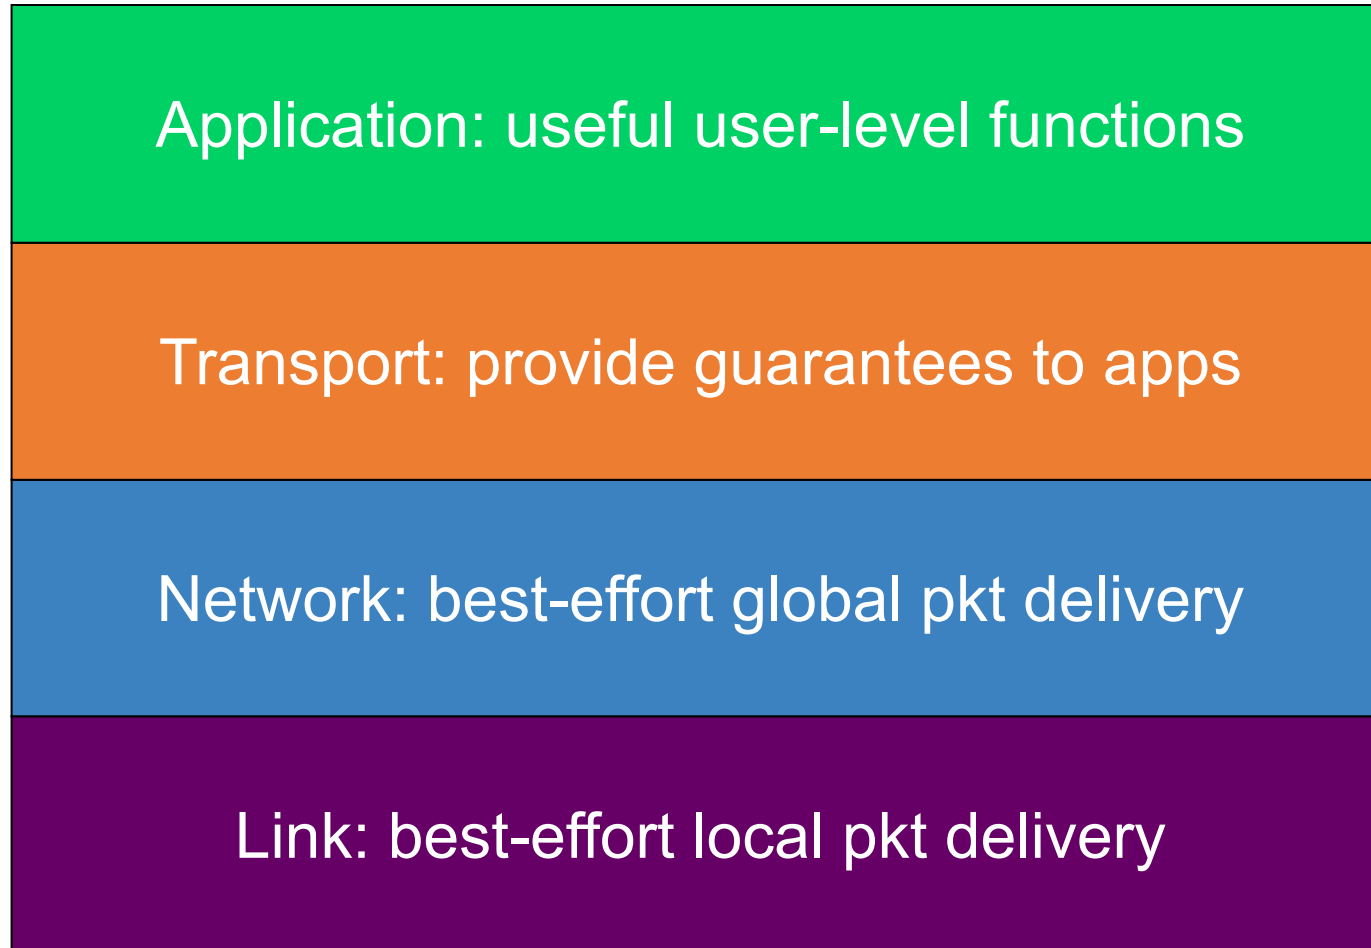 Application: useful user-level functions
Transport: provide guarantees to apps
Network: best-effort global pkt delivery
Link: best-effort local pkt delivery